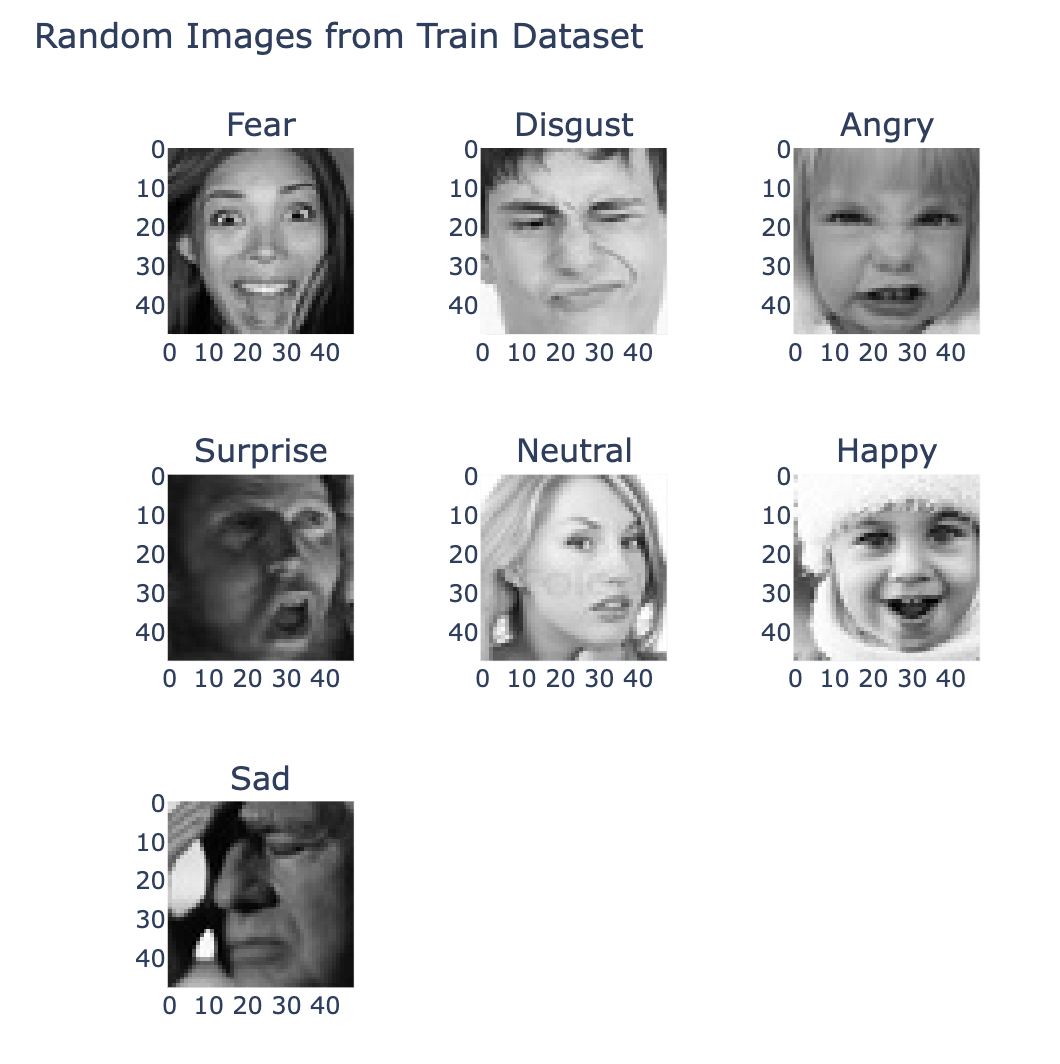 Random Images from Train Dataset
Fear Disgust Angry
0 0 0
10 10 10
20 20 20
30 30 30
40 40 40
0 10 20 30 40 0 10 20 30 40 0 10 20 30 40
Surprise Neutral Happy
0 0 0
10 10 10
20 20 20
30 30 30
40 40 40
0 10 20 30 40 0 10 20 30 40 0 10 20 30 40
Sad
0
10
20
30
40
0 10 20 30 40